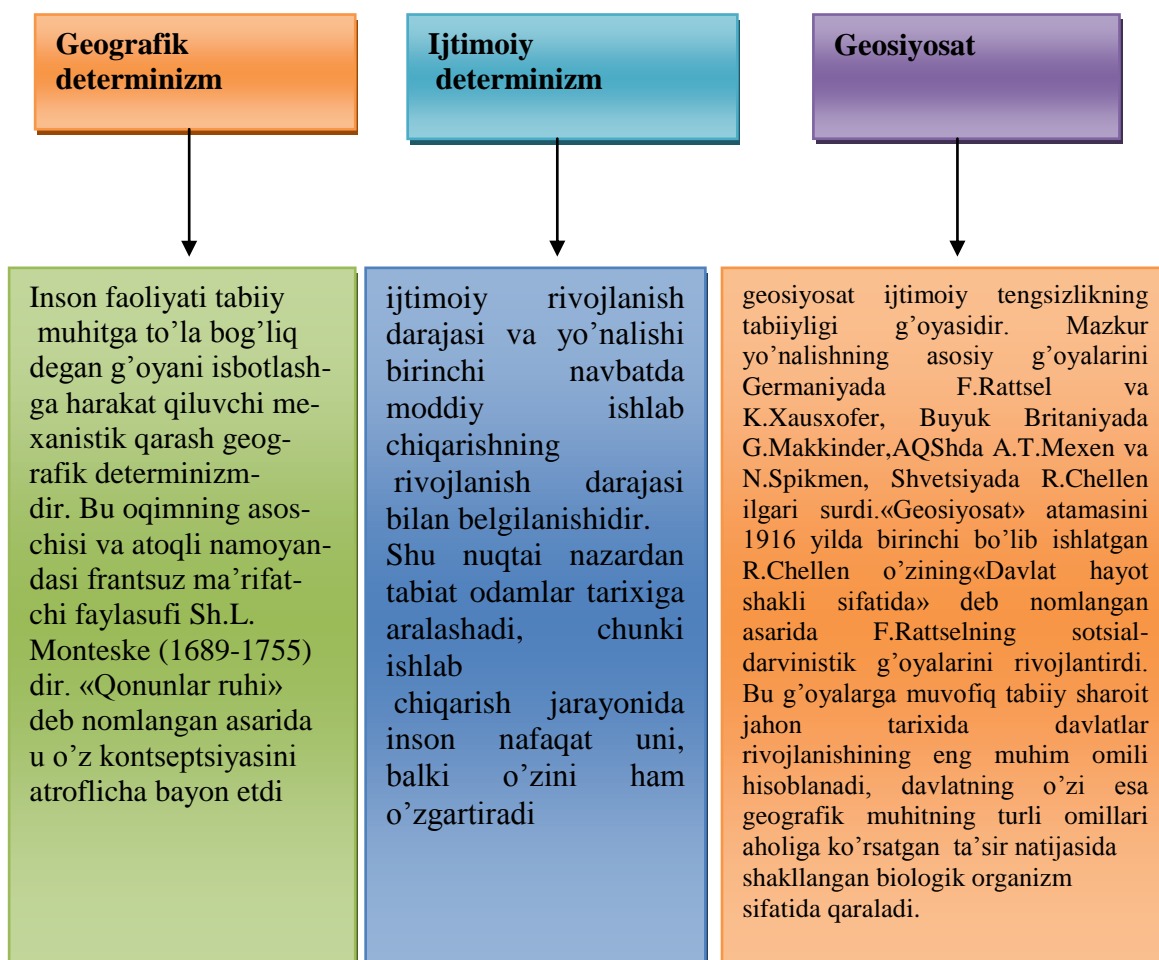 Geografik
determinizm
Ijtimoiy
determinizm
Geosiyosat
Inson faoliyati tabiiy
muhitga to’la bog’liq
degan g’oyani isbotlash-
ga harakat qiluvchi me-
xanistik qarash geog-
rafik determinizm-
dir. Bu oqimning asos-
chisi va atoqli namoyan-
dasi frantsuz ma’rifat-
chi faylasufi Sh.L.
Monteske (1689-1755)
dir. «Qonunlar ruhi»
deb nomlangan asarida
u o’z kontseptsiyasini
atroflicha bayon etdi
ijtimoiy rivojlanish
darajasi va yo’nalishi
birinchi navbatda
moddiy ishlab
chiqarishning
rivojlanish darajasi
bilan belgilanishidir.
Shu nuqtai nazardan
tabiat odamlar tarixiga
aralashadi, chunki
ishlab
chiqarish jarayonida
inson nafaqat uni,
balki o’zini ham
o’zgartiradi
geosiyosat ijtimoiy tengsizlikning
tabiiyligi g’oyasidir. Mazkur
yo’nalishning asosiy g’oyalarini
Germaniyada F.Rattsel va
K.Xausxofer, Buyuk Britaniyada
G.Makkinder,AQShda A.T.Mexen va
N.Spikmen, Shvetsiyada R.Chellen
ilgari surdi.«Geosiyosat» atamasini
1916 yilda birinchi bo’lib ishlatgan
R.Chellen o’zining«Davlat hayot
shakli sifatida» deb nomlangan
asarida F.Rattselning sotsial-
darvinistik g’oyalarini rivojlantirdi.
Bu g’oyalarga muvofiq tabiiy sharoit
jahon tarixida davlatlar
rivojlanishining eng muhim omili
hisoblanadi, davlatning o’zi esa
geografik muhitning turli omillari
aholiga ko’rsatgan ta’sir natijasida
shakllangan biologik organizm
sifatida qaraladi.